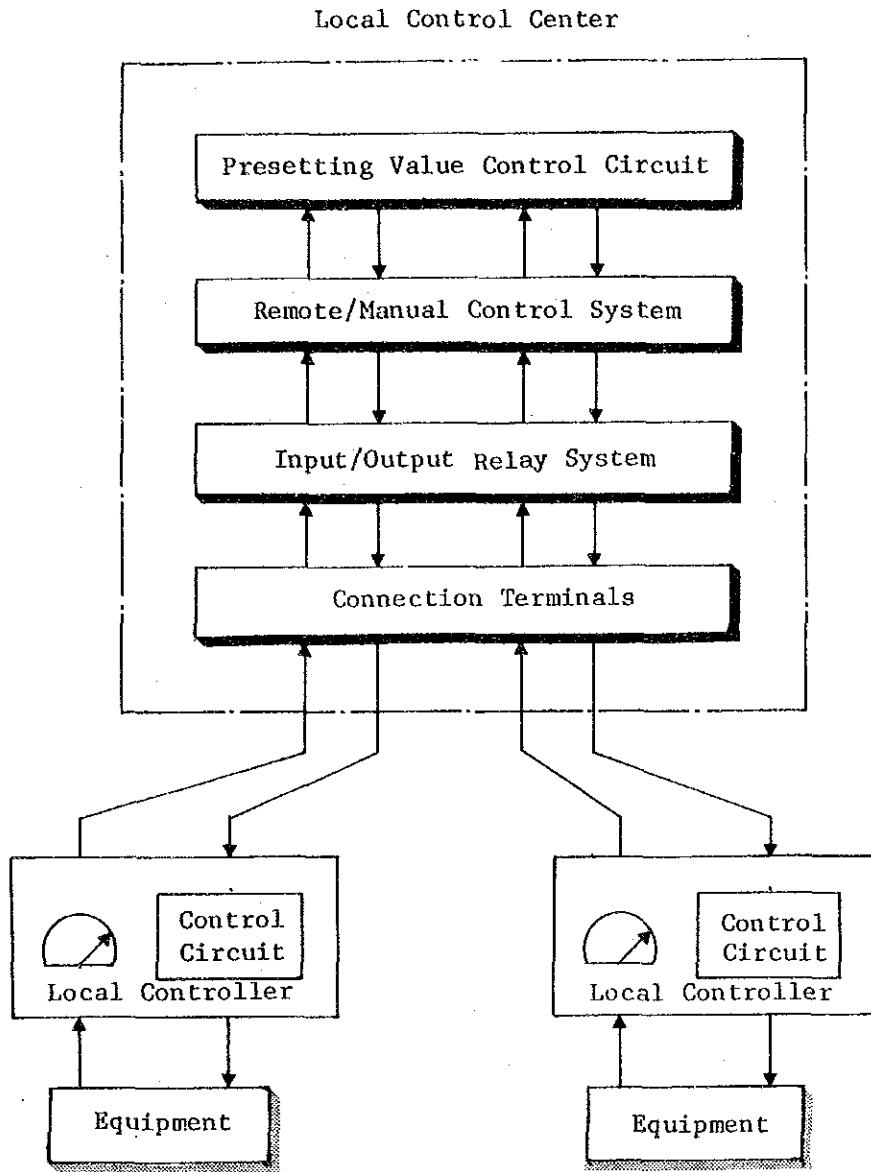 Local Control Center
Presetting Value Control Circuit
Remote/Manual Control System
Input/Output Relay System
Connection Terminals
Control
Circuit
Local Controller
Control
Circuit
Local Controller
Equipment
Equipment